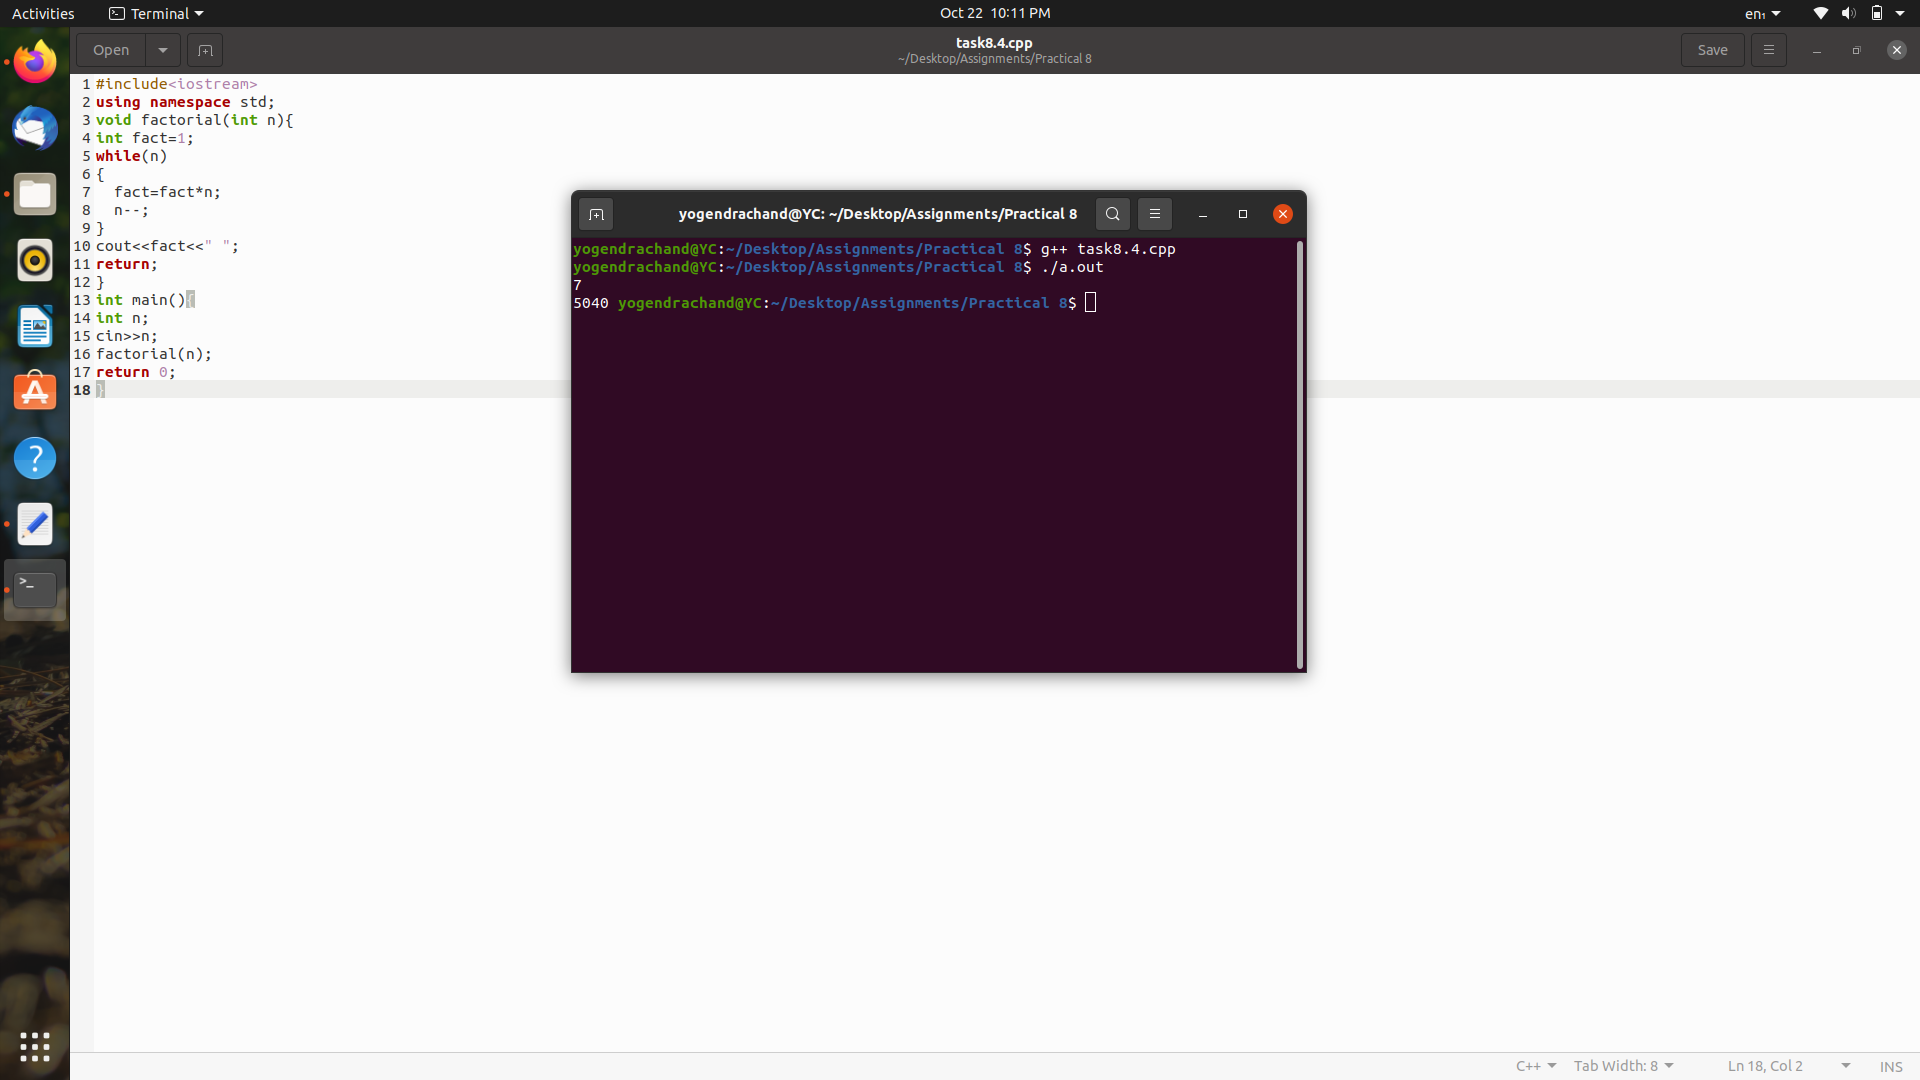 Activities
Terminal
Oct 22 10:11 PM
en₁
Open
task8.4.cpp
~/Desktop/Assignments/Practical 8
Save
1 #include<iostream>
2 using namespace std;
3 void factorial(int n){
4 int fact=1;
5 while(n)
6 {
7   fact=fact*n;
8   n--;
9 }
10 cout<<fact<<" ";
11 return;
12 }
13 int main(){
14 int n;
15 cin>>n;
16 factorial(n);
17 return 0;
18 }
yogendrachand@YC: ~/Desktop/Assignments/Practical 8
yogendrachand@YC:~/Desktop/Assignments/Practical 8$ g++ task8.4.cpp
yogendrachand@YC:~/Desktop/Assignments/Practical 8$ ./a.out
7
5040 yogendrachand@YC:~/Desktop/Assignments/Practical 8$
C++
Tab Width: 8
Ln 18, Col 2
INS